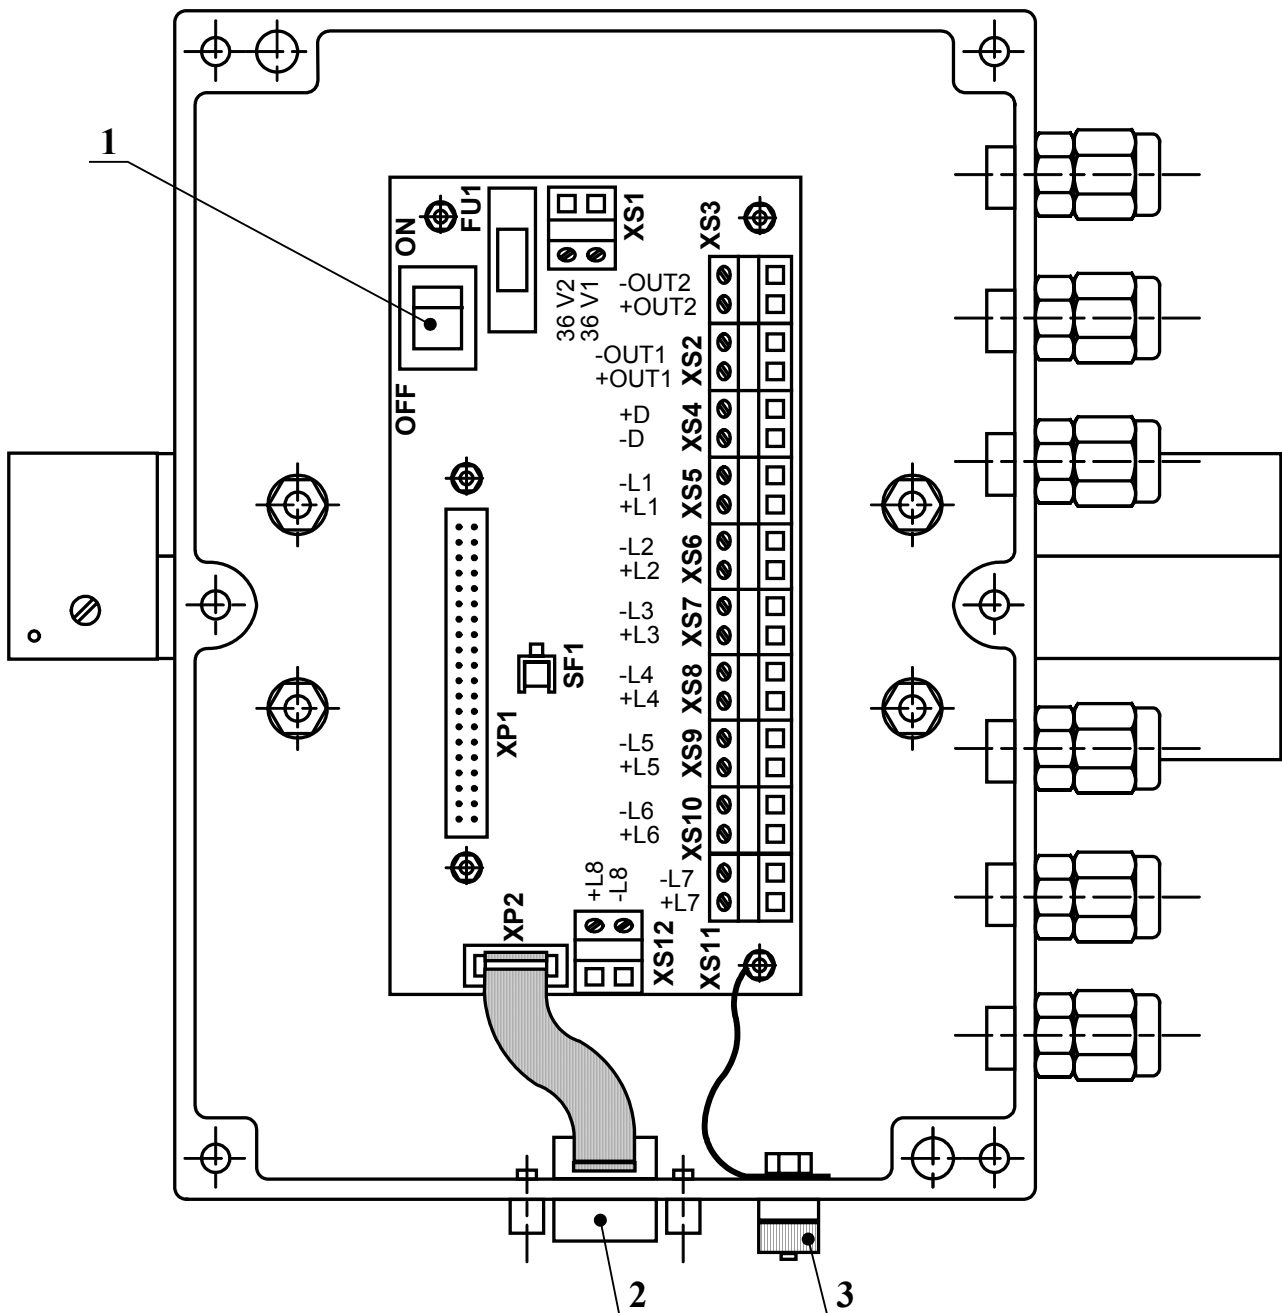 1
ON
FU1
XS1
XS3
36 V2
36 V1
-OUT2
+OUT2
OFF
-OUT1
+OUT1
XS2
+D
-D
XS4
-L1
+L1
XS5
-L2
+L2
XS6
-L3
+L3
XS7
SF1
-L4
+L4
XS8
XP1
-L5
+L5
XS9
-L6
+L6
XS10
+L8
-L8
-L7
+L7
XP2
XS12
XS11
2
3